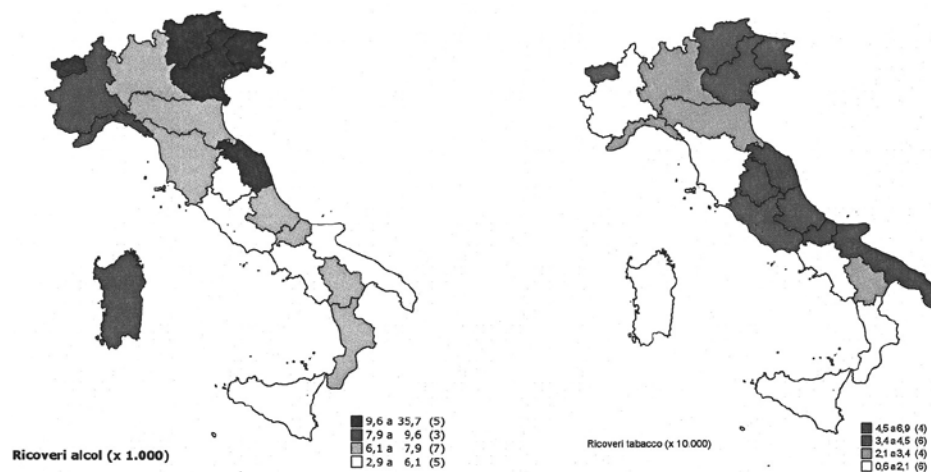 9,6 a 35,7 (5)
7,9 a 9,6 (3)
6,1 a 7,9 (7)
2,9 a 6,1 (5)
Ricoveri alcol (x 1.000)
4,5 a 6,9 (4)
3,4 a 4,5 (6)
2,1 a 3,4 (4)
0,6 a 2,1 (6)
Ricoveri tabacco (x 10.000)